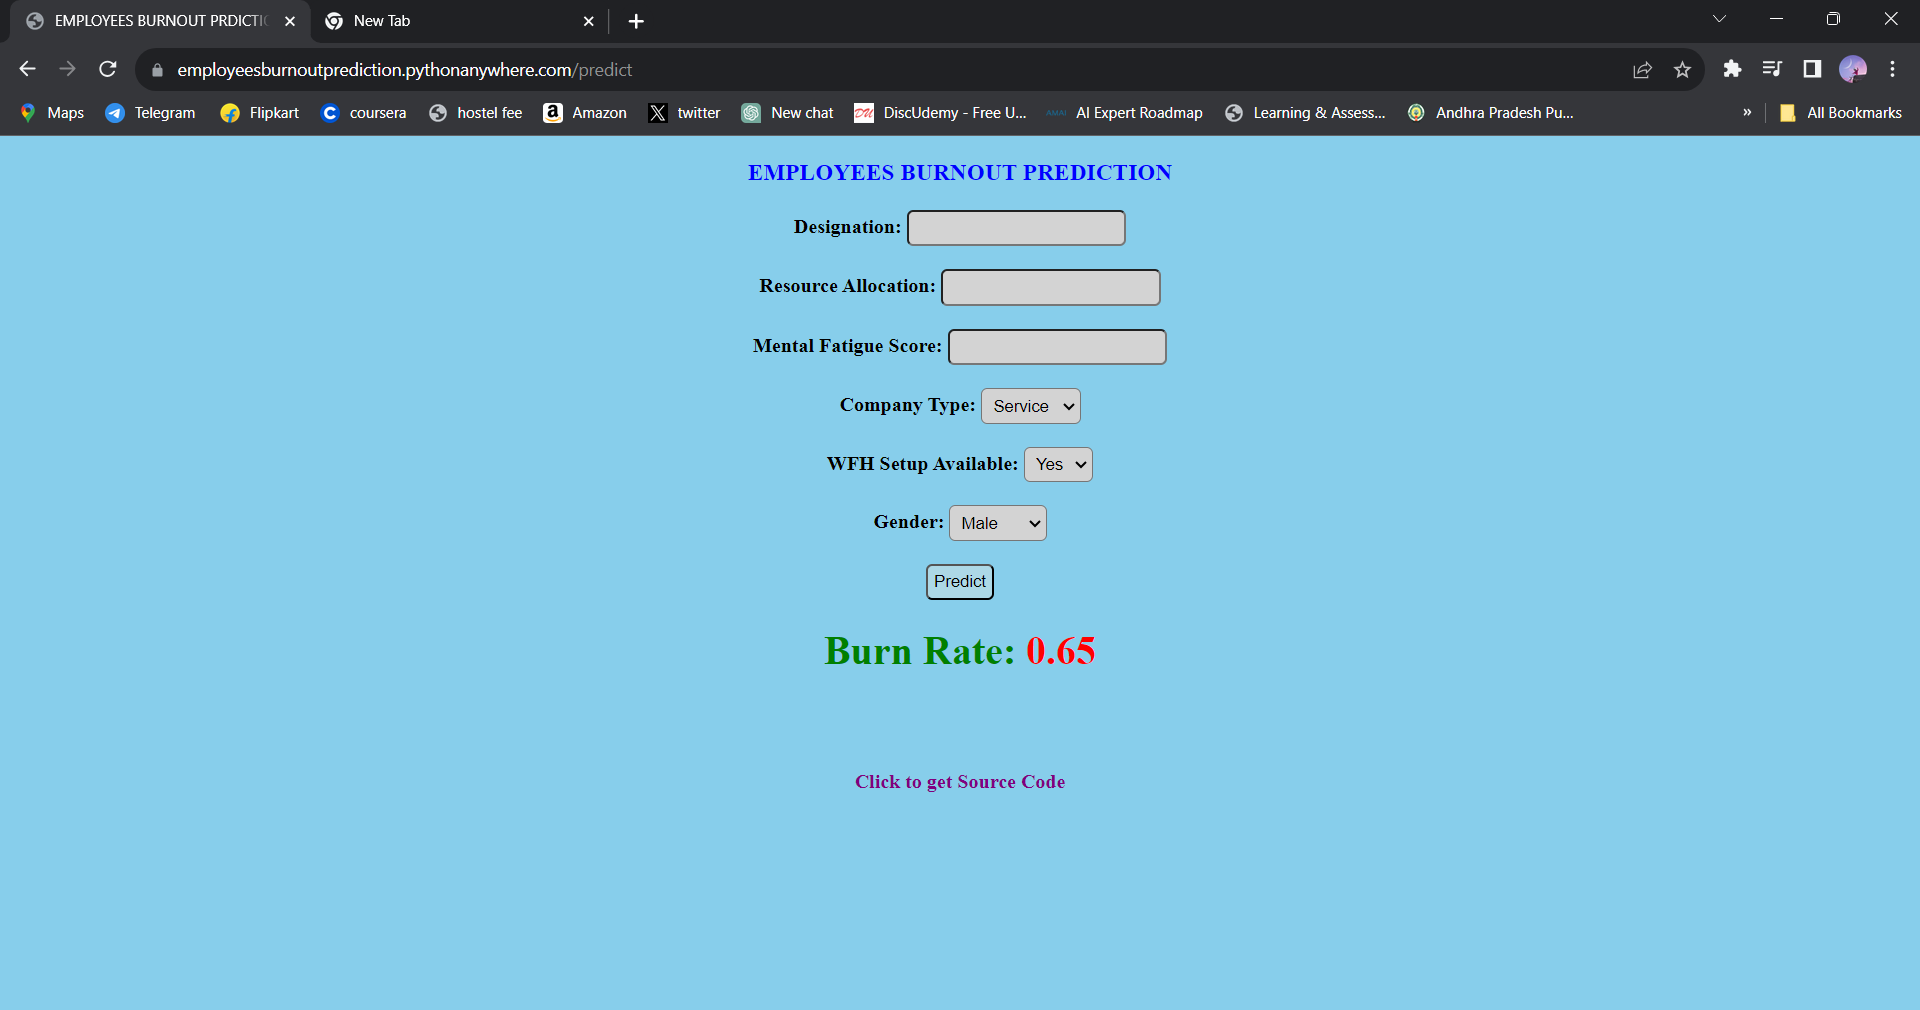 EMPLOYEES BURNOUT PRDICTIC
New Tab
employeesburnoutprediction.pythonanywhere.com/predict
Maps Telegram Flipkart coursera hostel fee Amazon twitter New chat DiscUdemy - Free U... AI Expert Roadmap Learning & Assess... Andhra Pradesh Pu... » All Bookmarks
EMPLOYEES BURNOUT PREDICTION
Designation:
Resource Allocation:
Mental Fatigue Score:
Company Type: Service
WFH Setup Available: Yes
Gender: Male
Predict
Burn Rate: 0.65
Click to get Source Code